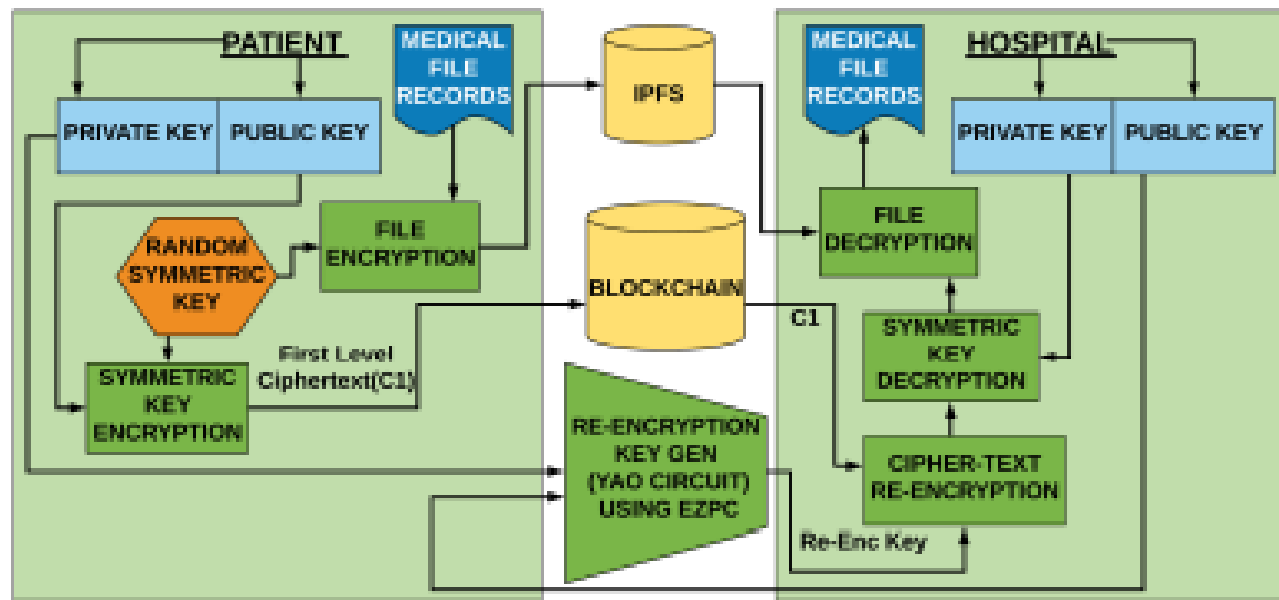 PATIENT
MEDICAL
FILE
RECORDS
PRIVATE KEY
PUBLIC KEY
RANDOM
SYMMETRIC
KEY
FILE
ENCRYPTION
SYMMETRIC
KEY
ENCRYPTION
First Level
Ciphertext(C1)
IPFS
BLOCKCHAIN
C1
RE-ENCRYPTION
KEY GEN
(YAO CIRCUIT)
USING EZPC
Re-Enc Key
MEDICAL
FILE
RECORDS
HOSPITAL
PRIVATE KEY
PUBLIC KEY
FILE
DECRYPTION
SYMMETRIC
KEY
DECRYPTION
CIPHER-TEXT
RE-ENCRYPTION